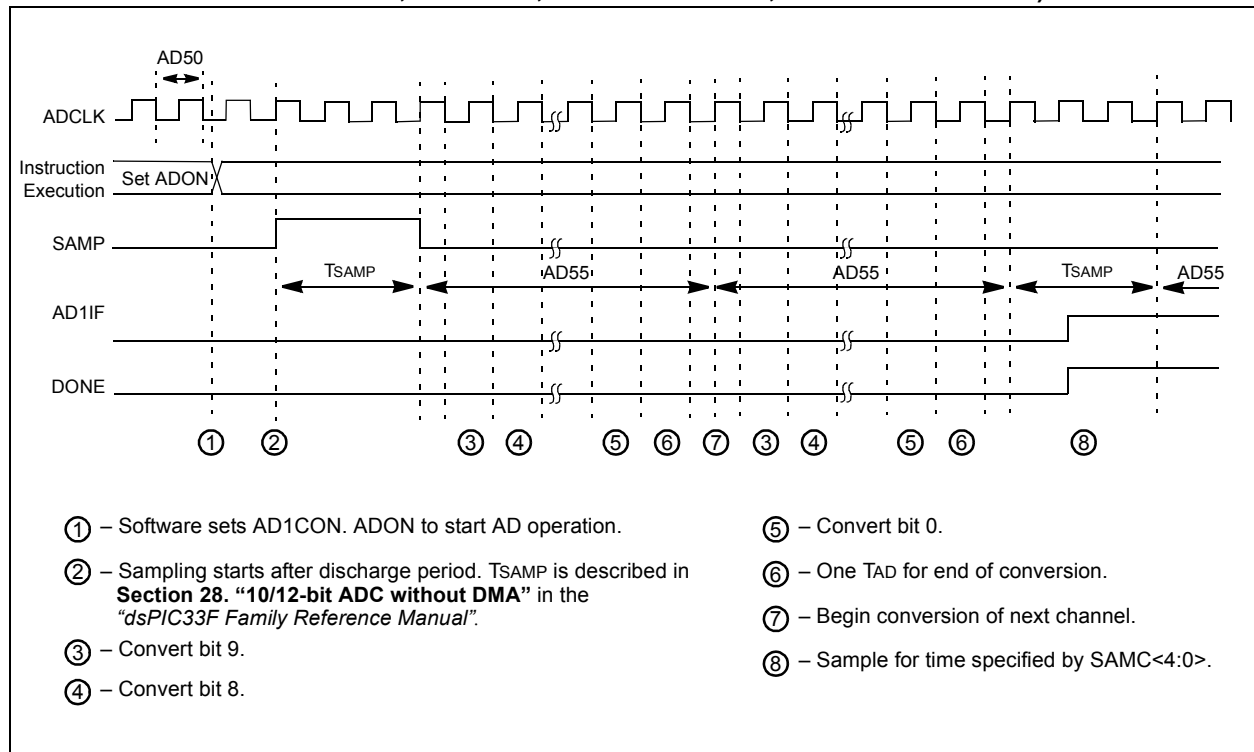 AD50
ADCLK
Instruction
Execution
Set ADON
SAMP
TSAMP
AD55
AD55
TSAMP
AD55
AD1IF
DONE
1 2 3 4 5 6 7 3 4 5 6 8
1 – Software sets AD1CON. ADON to start AD operation.
2 – Sampling starts after discharge period. TSAMP is described in
Section 28. “10/12-bit ADC without DMA” in the
“dsPIC33F Family Reference Manual”.
3 – Convert bit 9.
4 – Convert bit 8.
5 – Convert bit 0.
6 – One TAD for end of conversion.
7 – Begin conversion of next channel.
8 – Sample for time specified by SAMC<4:0>.